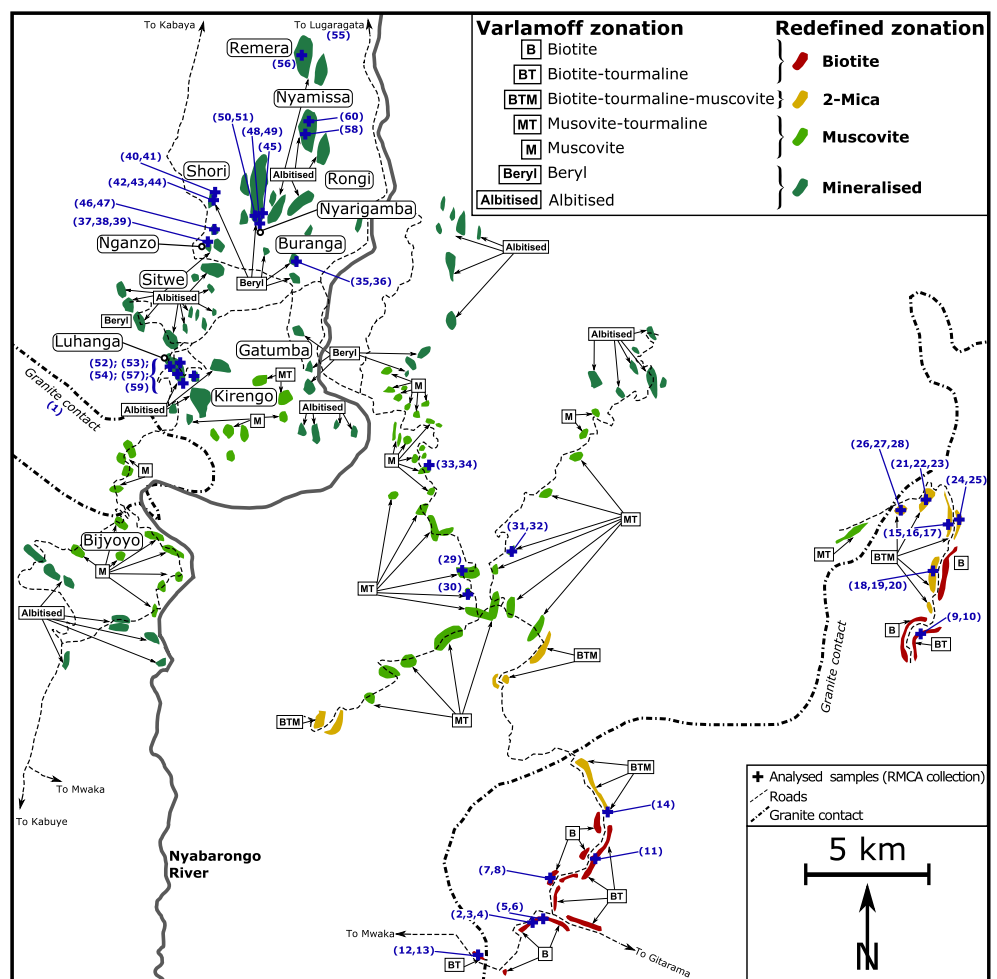 To Kabaya
To Lugaragata
(55)
Remera
(56)
Nyamissa
(60)
(58)
(50,51)
(48,49)
(45)
(40,41)
Shori
(42,43,44)
Albitised
Rongi
(46,47)
Nyarigamba
(37,38,39)
Nganzo
Buranga
Sitwe
Beryl
(35,36)
Albitised
Albitised
Beryl
Luhanga
(52); (53);
(54); (57);
(59)
Gatumba
Beryl
Albitised
MT
M
Granite contact
(1)
Albitised
Kirengo
Albitised
M
M
M
(33,34)
M
Bijyoyo
M
(31,32)
MT
(29)
(30)
MT
Albitised
BTM
MT
BTM
To Mwaka
To Kabuye
Nyabarongo
River
(26,27,28)
(21,22,23)
(24,25)
(15,16,17)
MT
BTM
B
(18,19,20)
(9,10)
B
BT
Granite contact
BTM
(14)
B
(11)
(7,8)
BT
(5,6)
(2,3,4)
To Mwaka
(12,13)
B
BT
To Gitarama
Varlamoff zonation
B Biotite
BT Biotite-tourmaline
BTM Biotite-tourmaline-muscovite
MT Musovite-tourmaline
M Muscovite
Beryl Beryl
Albitised Albitised
Redefined zonation
Biotite
2-Mica
Muscovite
Mineralised
Analysed samples (RMCA collection)
Roads
Granite contact
5 km
N